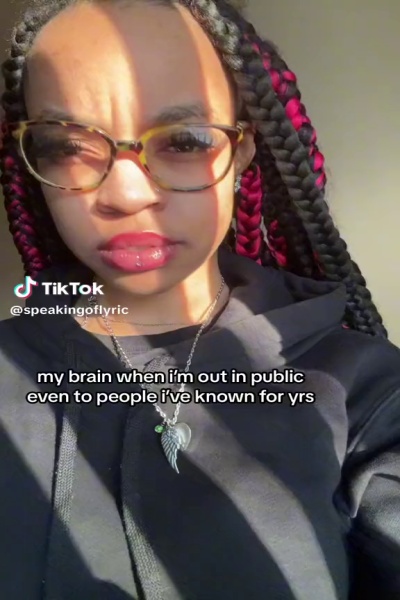 TikTok
@speakingoflyric
my brain when i'm out in public
even to people i've known for yrs